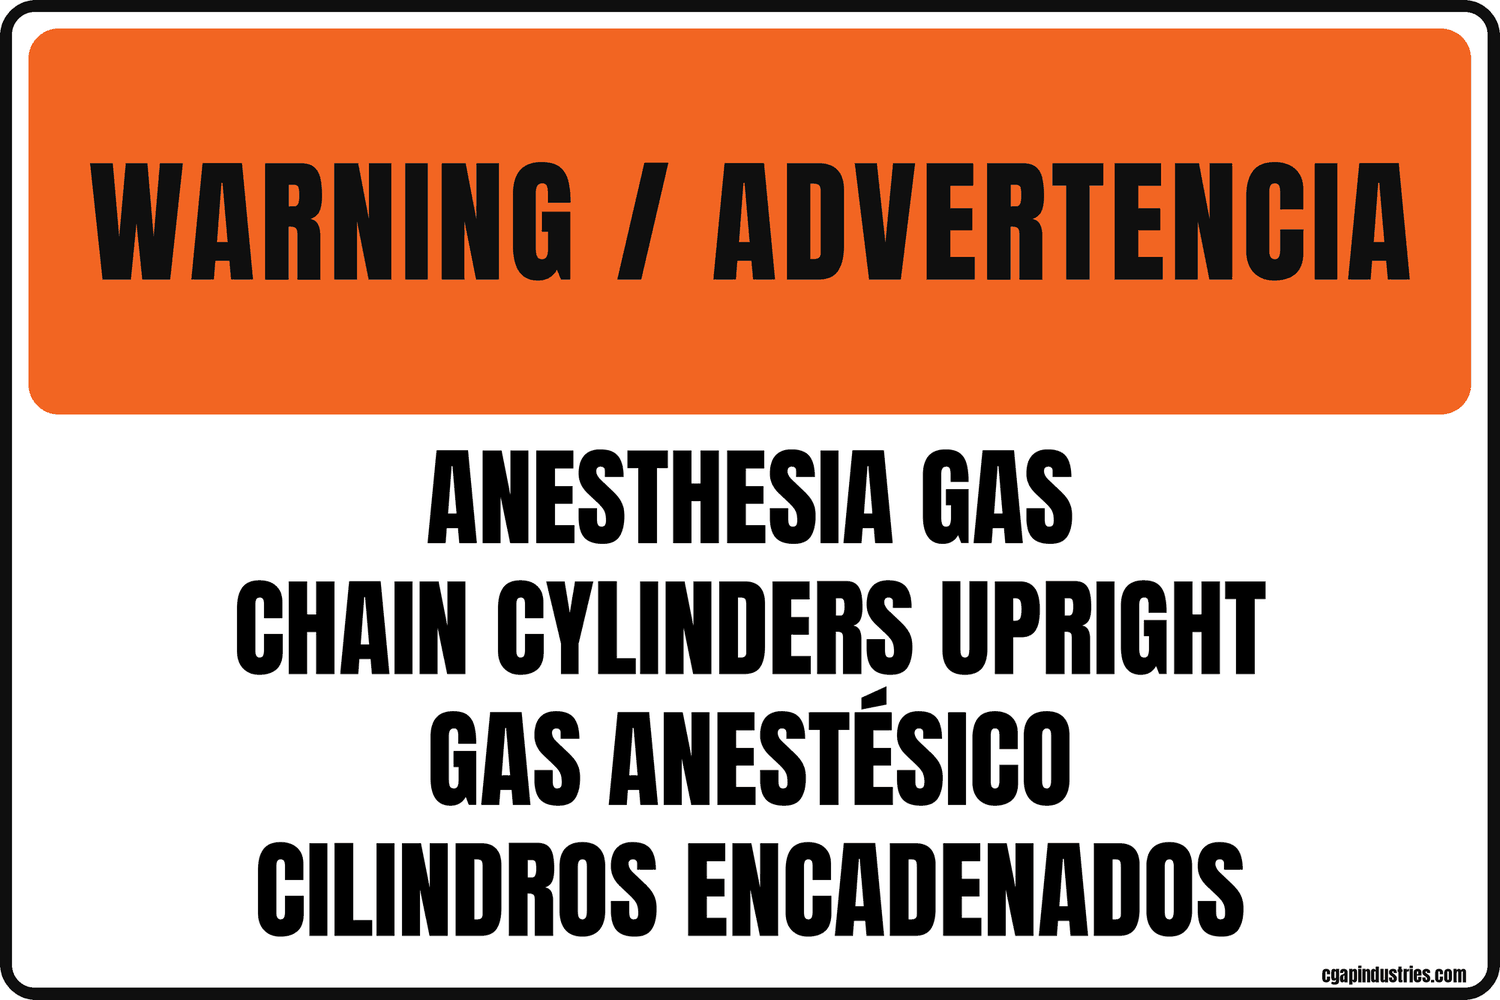 WARNING / ADVERTENCIA
ANESTHESIA GAS
CHAIN CYLINDERS UPRIGHT
GAS ANESTÉSICO
CILINDROS ENCADENADOS
cgapindustries.com